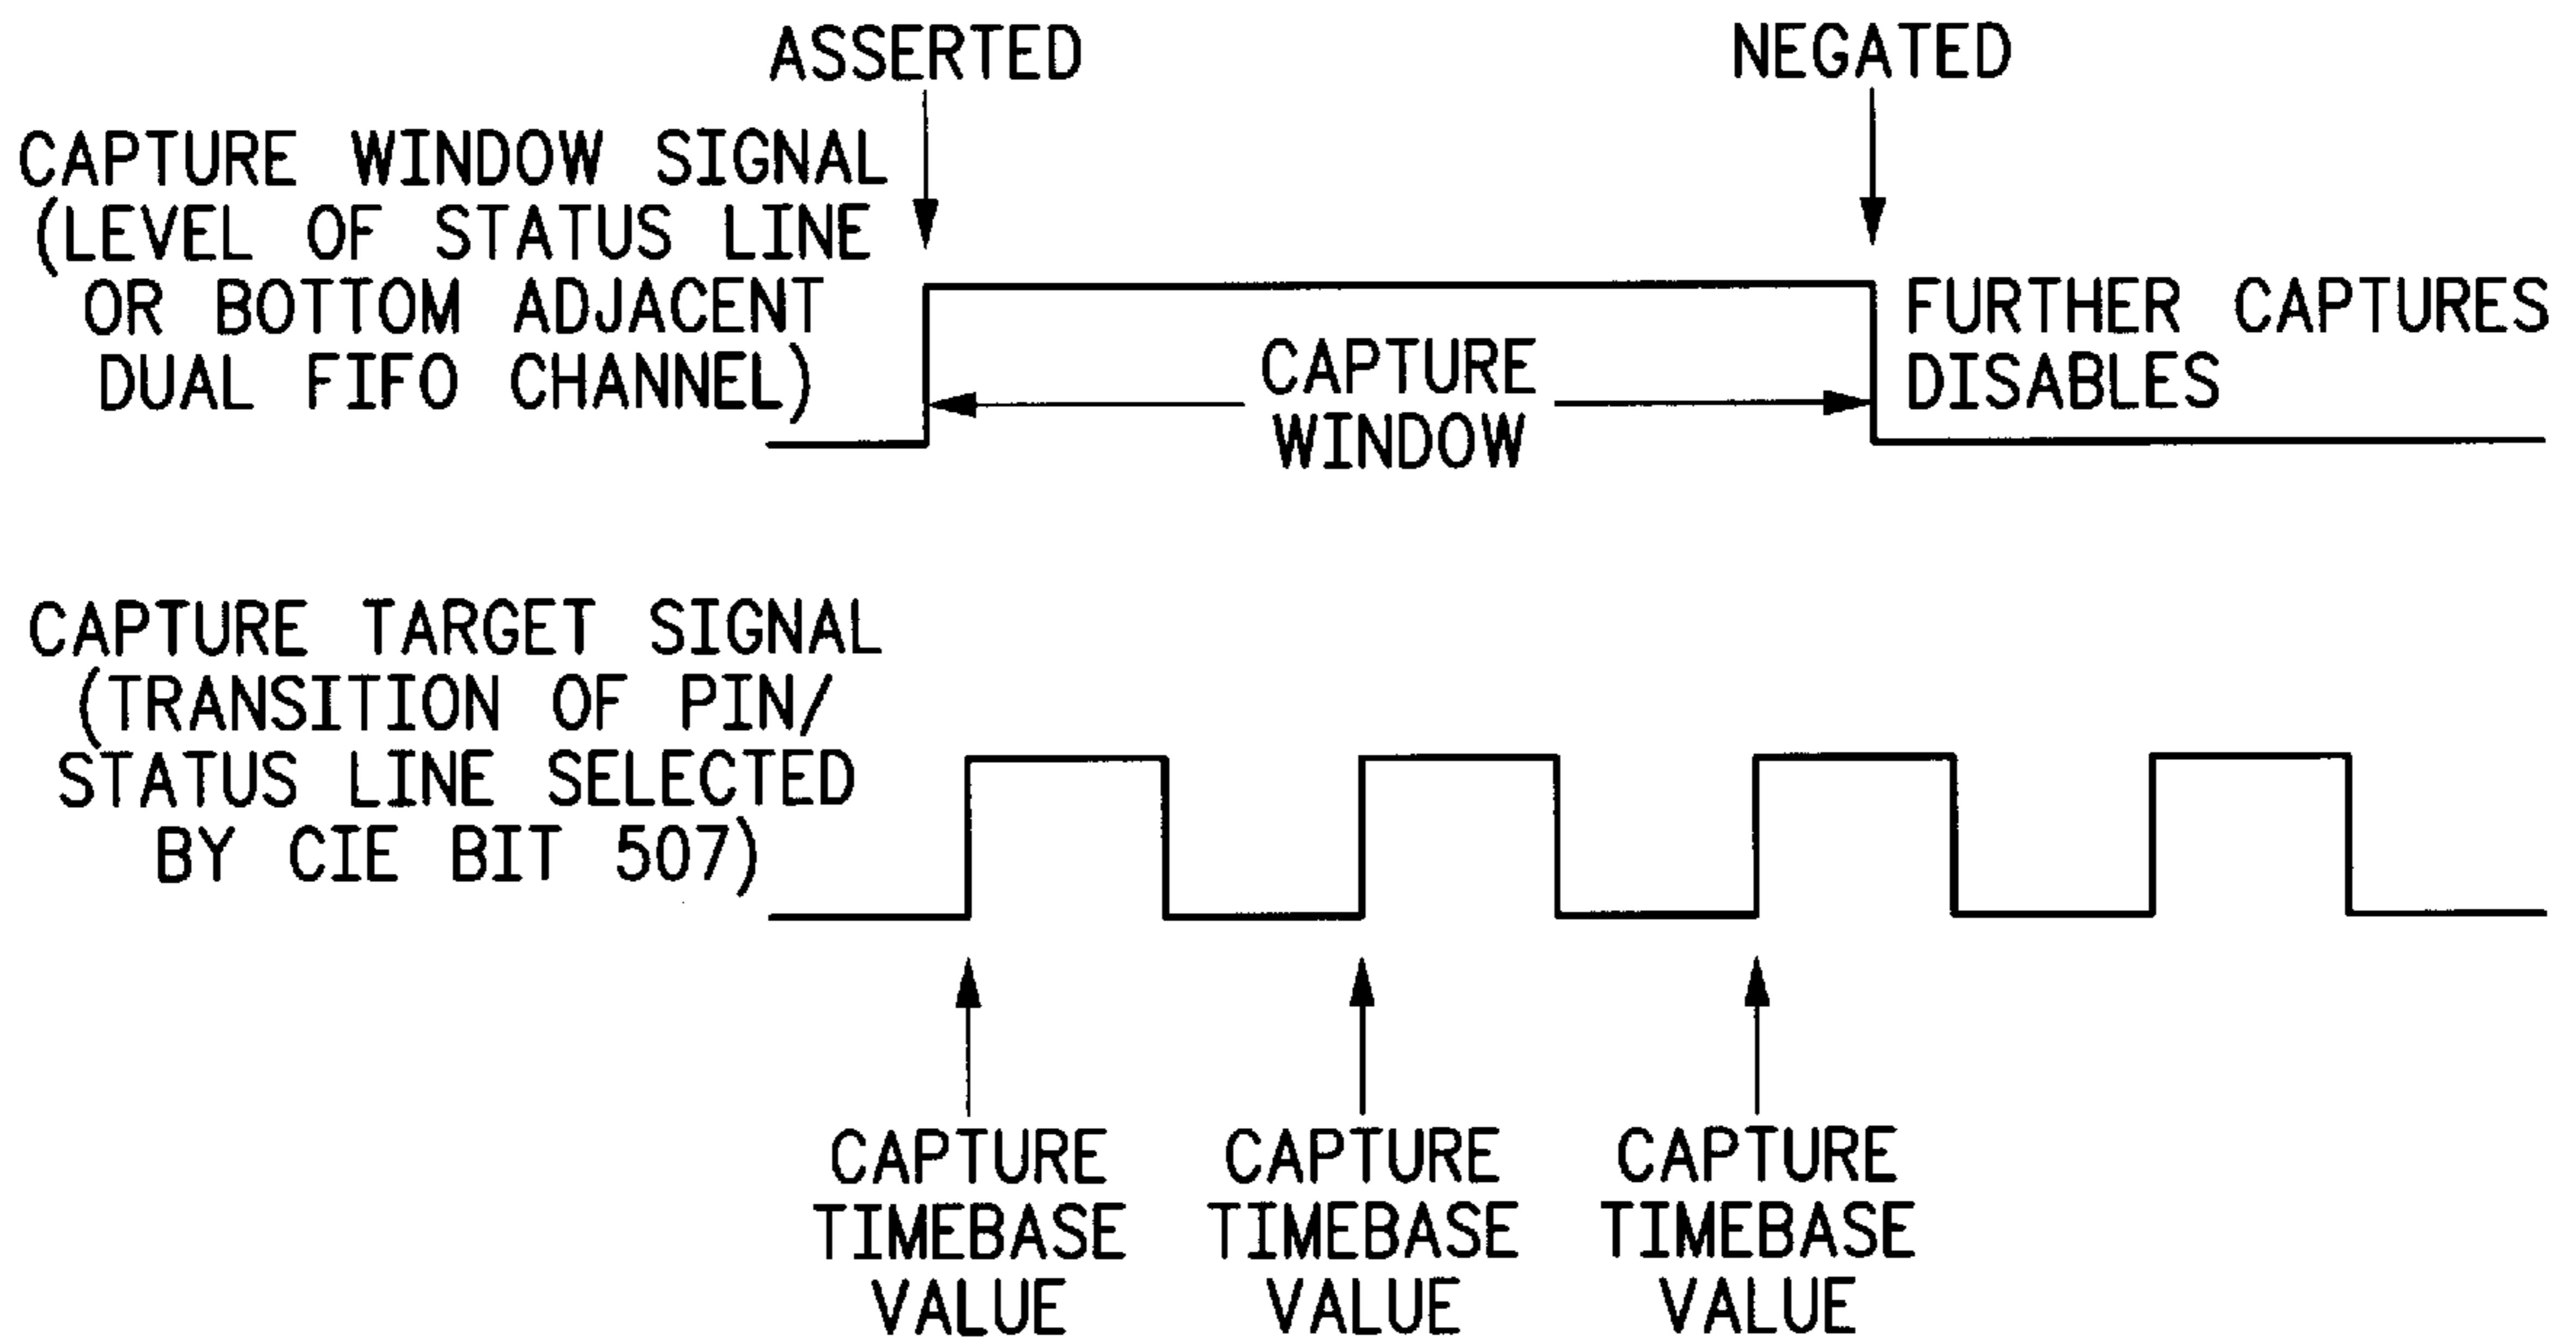 ASSERTED
NEGATED
CAPTURE WINDOW SIGNAL
(LEVEL OF STATUS LINE
OR BOTTOM ADJACENT
DUAL FIFO CHANNEL)
CAPTURE
WINDOW
FURTHER CAPTURES
DISABLES
CAPTURE TARGET SIGNAL
(TRANSITION OF PIN/
STATUS LINE SELECTED
BY CIE BIT 507)
CAPTURE
TIMEBASE
VALUE
CAPTURE
TIMEBASE
VALUE
CAPTURE
TIMEBASE
VALUE